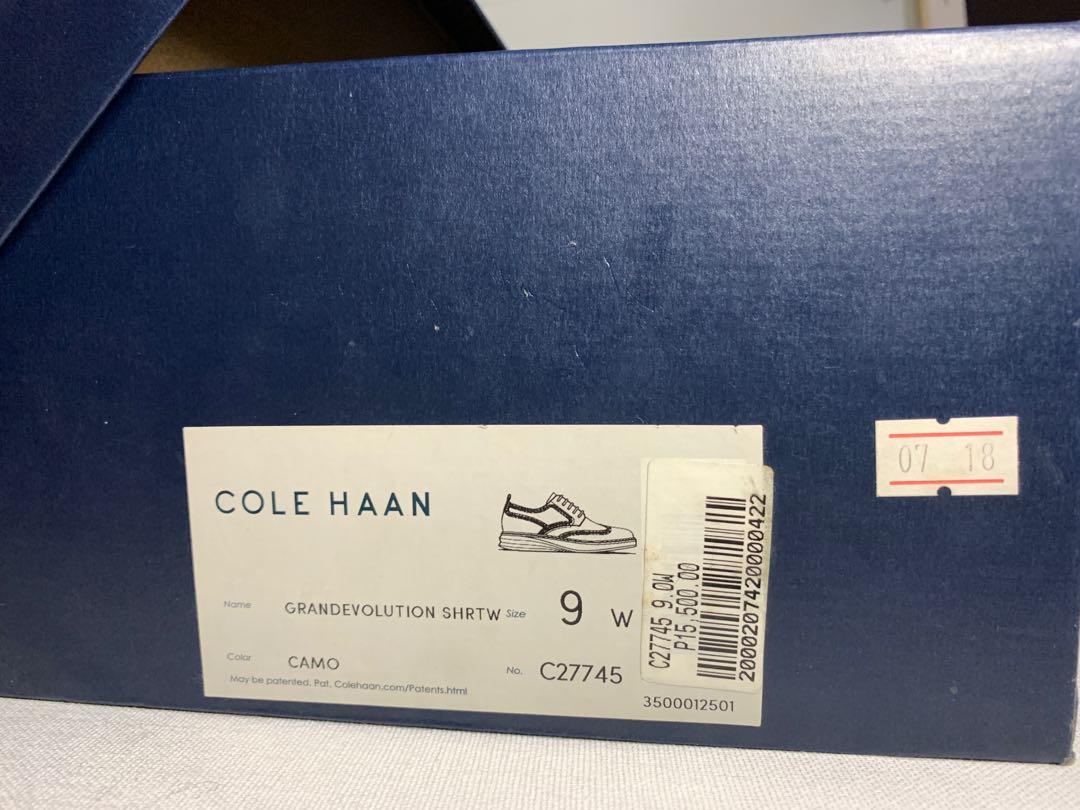 COLE HAAN
Name GRANDEVOLUTION SHRTW Size 9 W
Color CAMO No. C27745
May be patented. Pat. Colehaan.com/Patents.html
3500012501
C27745 9.0W
P15,500.00
2000207420000422
07 18